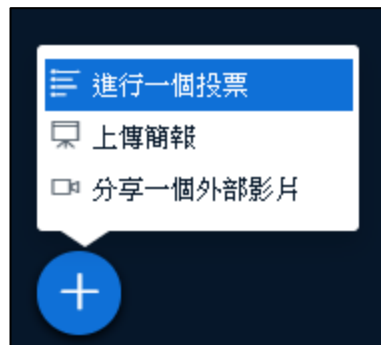 進行一個投票
上傳簡報
分享一個外部影片